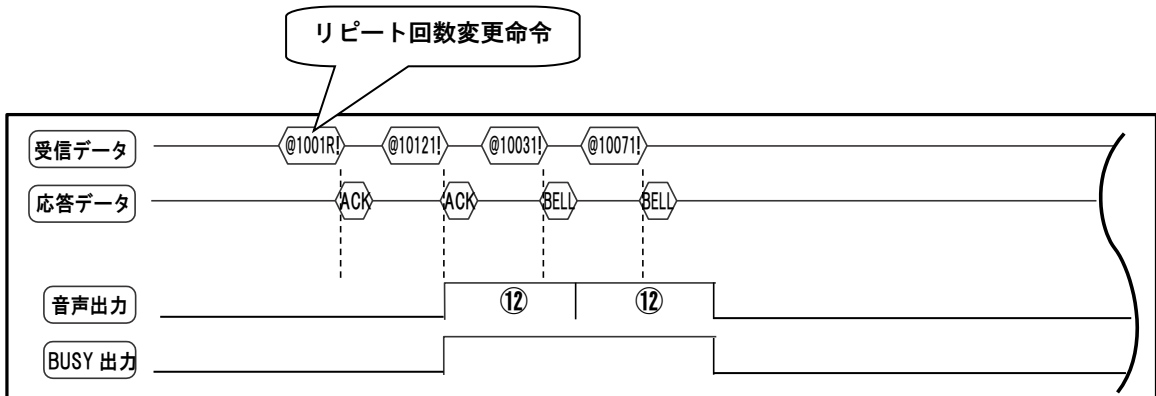 リピート回数変更命令
受信データ @1001R! @10121! @10031! @10071!
応答データ ACK ACK BELL BELL
音声出力 ⑫ ⑫
BUSY 出力